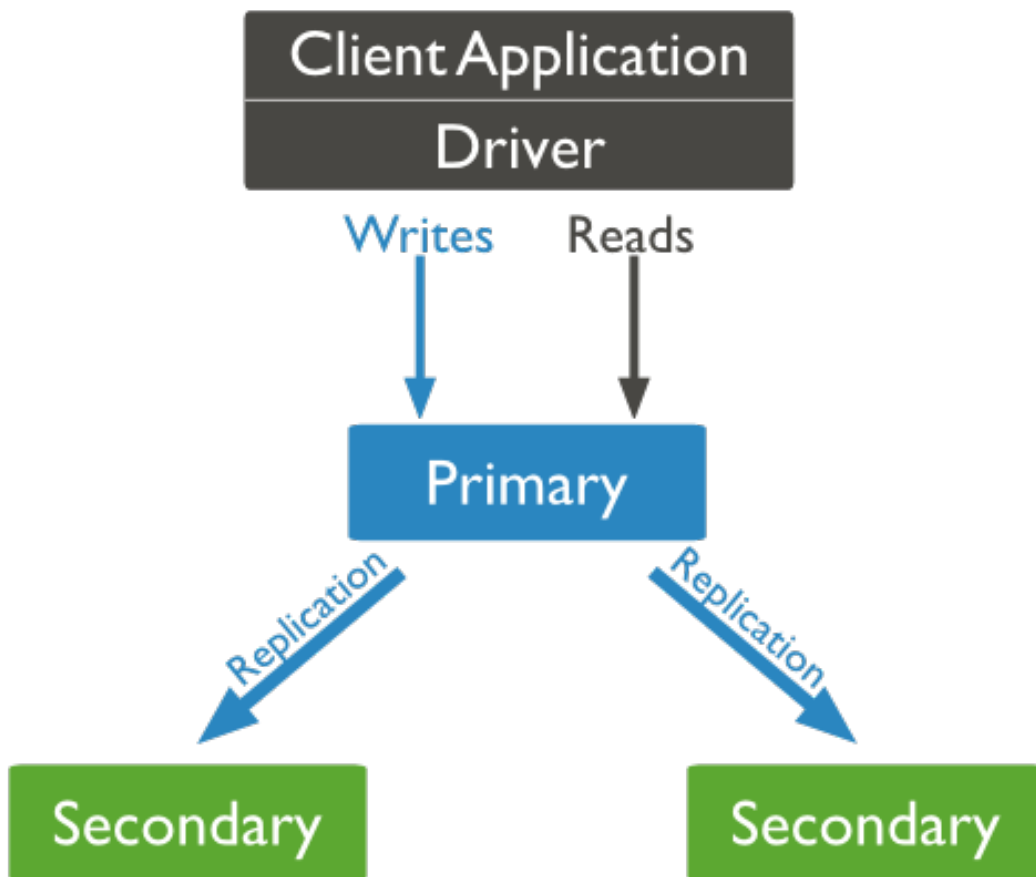 Client Application
Driver
Writes
Reads
Primary
Replication
Replication
Secondary
Secondary